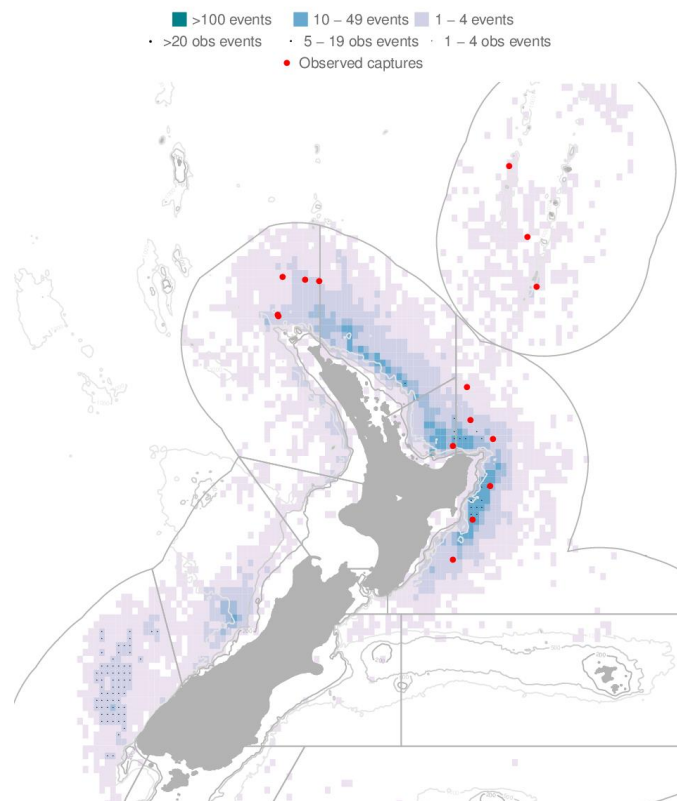 >100 events 10 – 49 events 1 – 4 events
>20 obs events 5 – 19 obs events 1 – 4 obs events
Observed captures